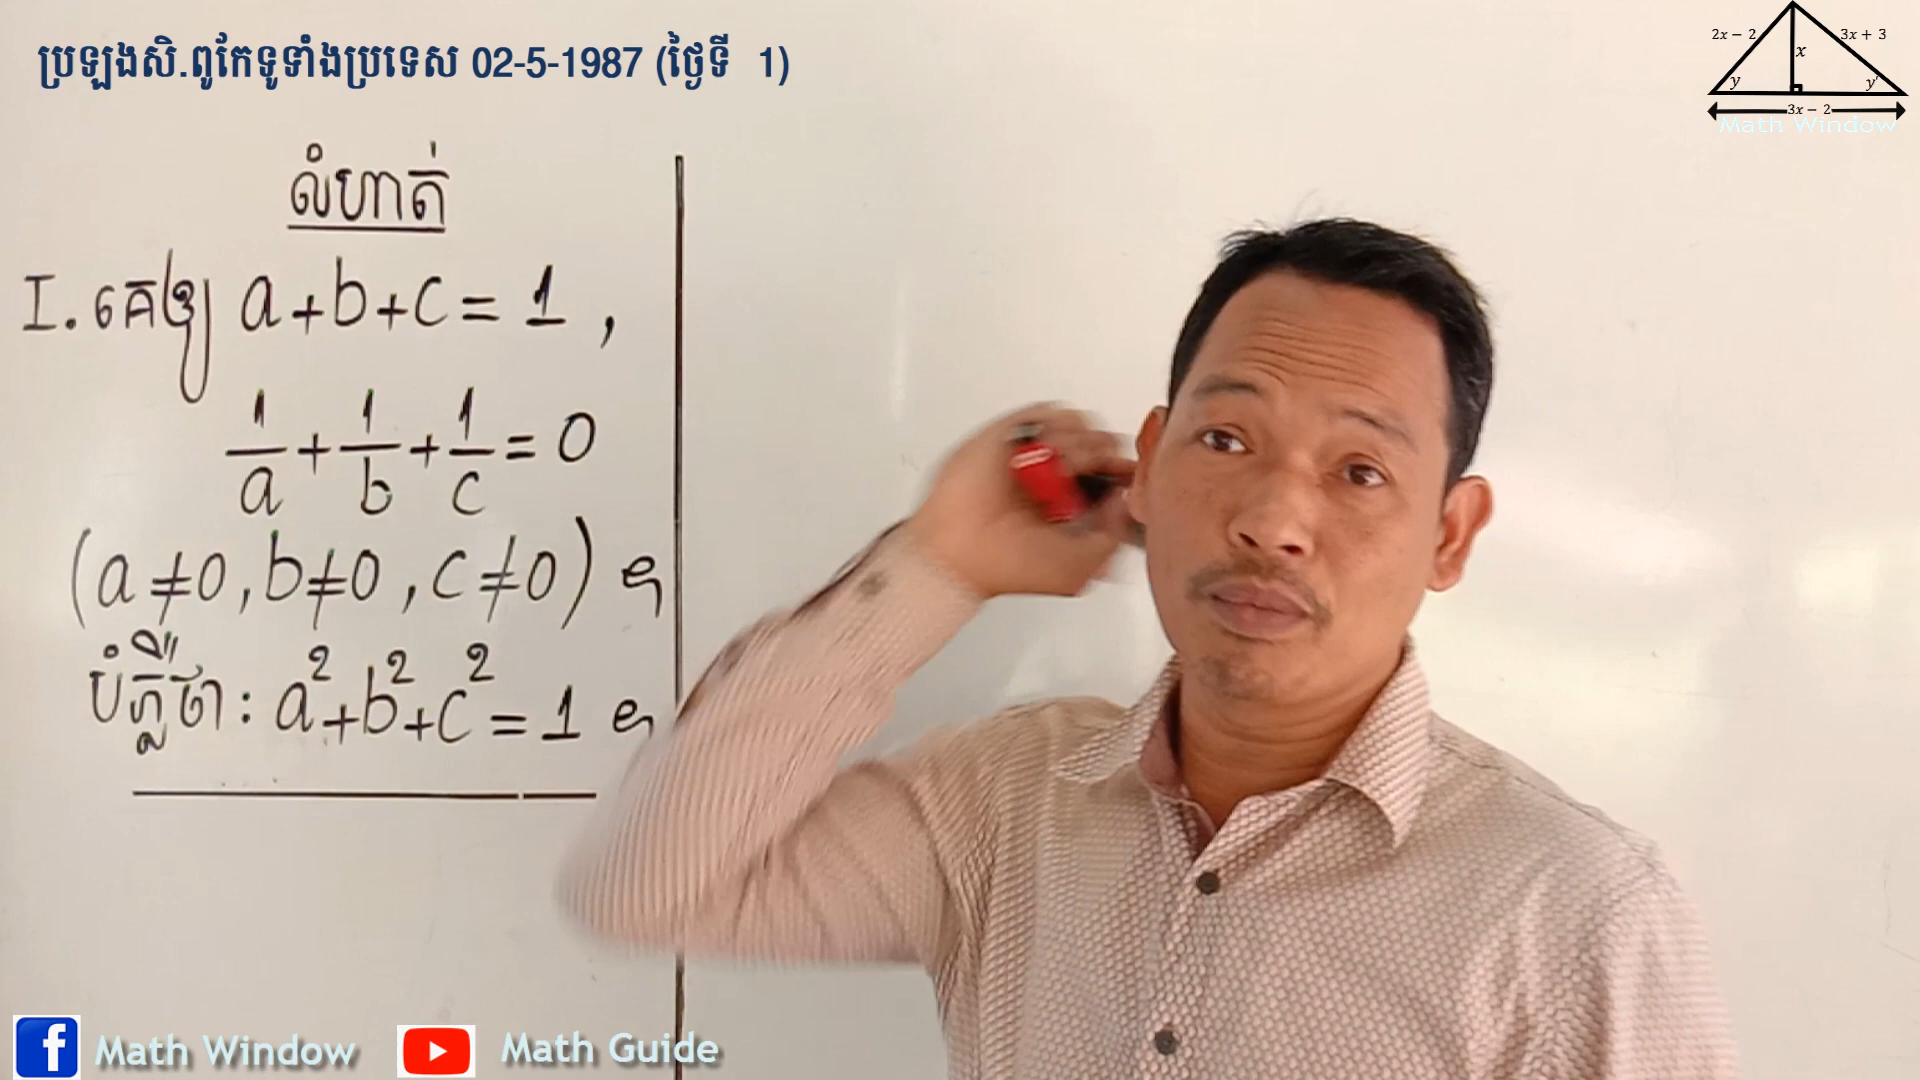 ប្រឡងសិ.ពូកែទូទាំងប្រទេស 02-5-1987 (ថ្ងៃទី 1)
លំហាត់
I. គេឲ្យ a+b+c = 1 ,
1/a + 1/b + 1/c = 0
(a ≠ 0, b ≠ 0, c ≠ 0) ។
បំភ្លឺថា: a² + b² + c² = 1 ។
2x − 2
x
3x + 3
y
y'
3x − 2
Math Window
f Math Window
Math Guide